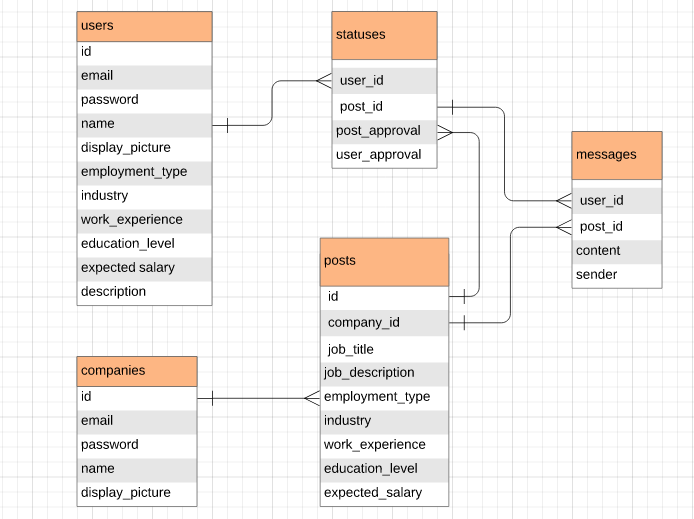 users
id
email
password
name
display_picture
employment_type
industry
work_experience
education_level
expected salary
description
statuses
user_id
post_id
post_approval
user_approval
messages
user_id
post_id
content
sender
posts
id
company_id
job_title
job_description
employment_type
industry
work_experience
education_level
expected_salary
companies
id
email
password
name
display_picture